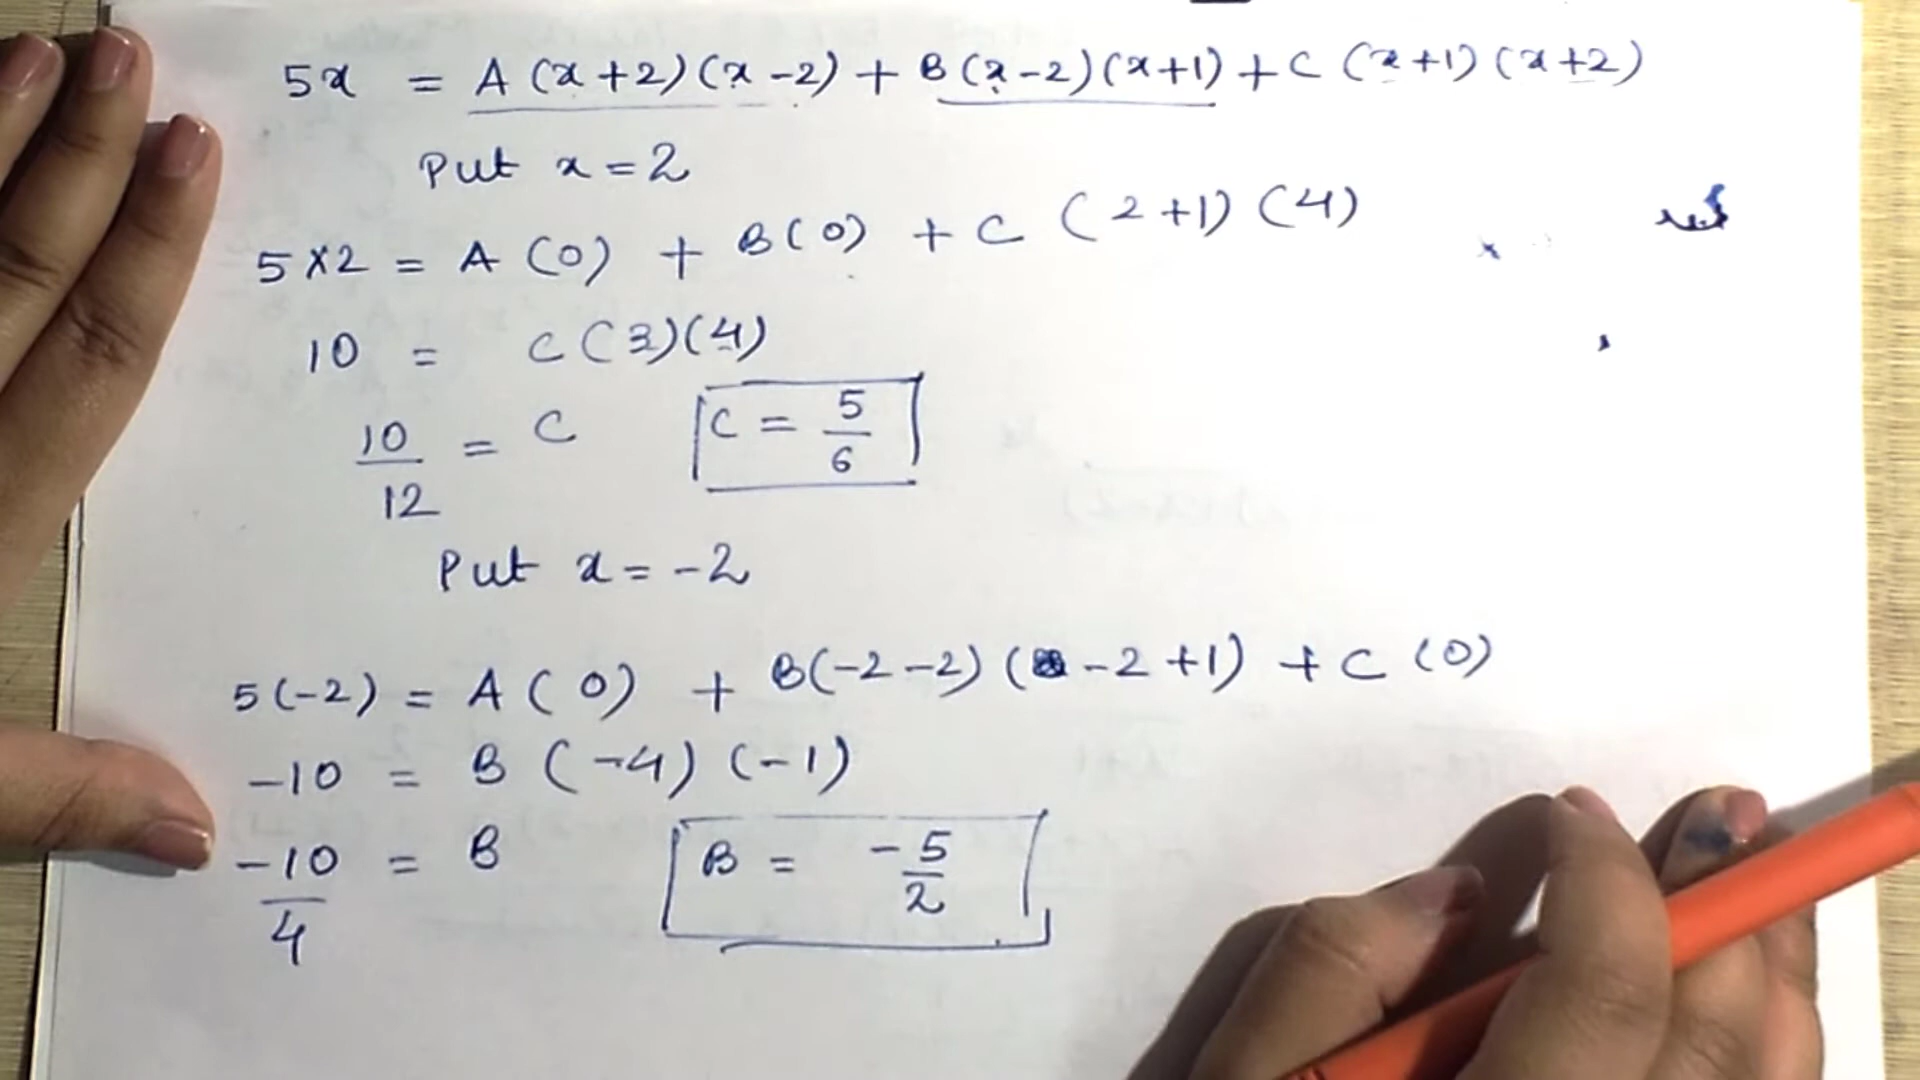 5x = A (x+2) (x-2) + B (x-2) (x+1) + C (x+1) (x+2)
Put x = 2
5 x 2 = A (0) + B (0) + C (2+1) (4)
10 = C (3) (4)
10/12 = C   C = 5/6
Put x = -2
5 (-2) = A (0) + B (-2-2) (-2+1) + C (0)
-10 = B (-4) (-1)
-10/4 = B   B = -5/2